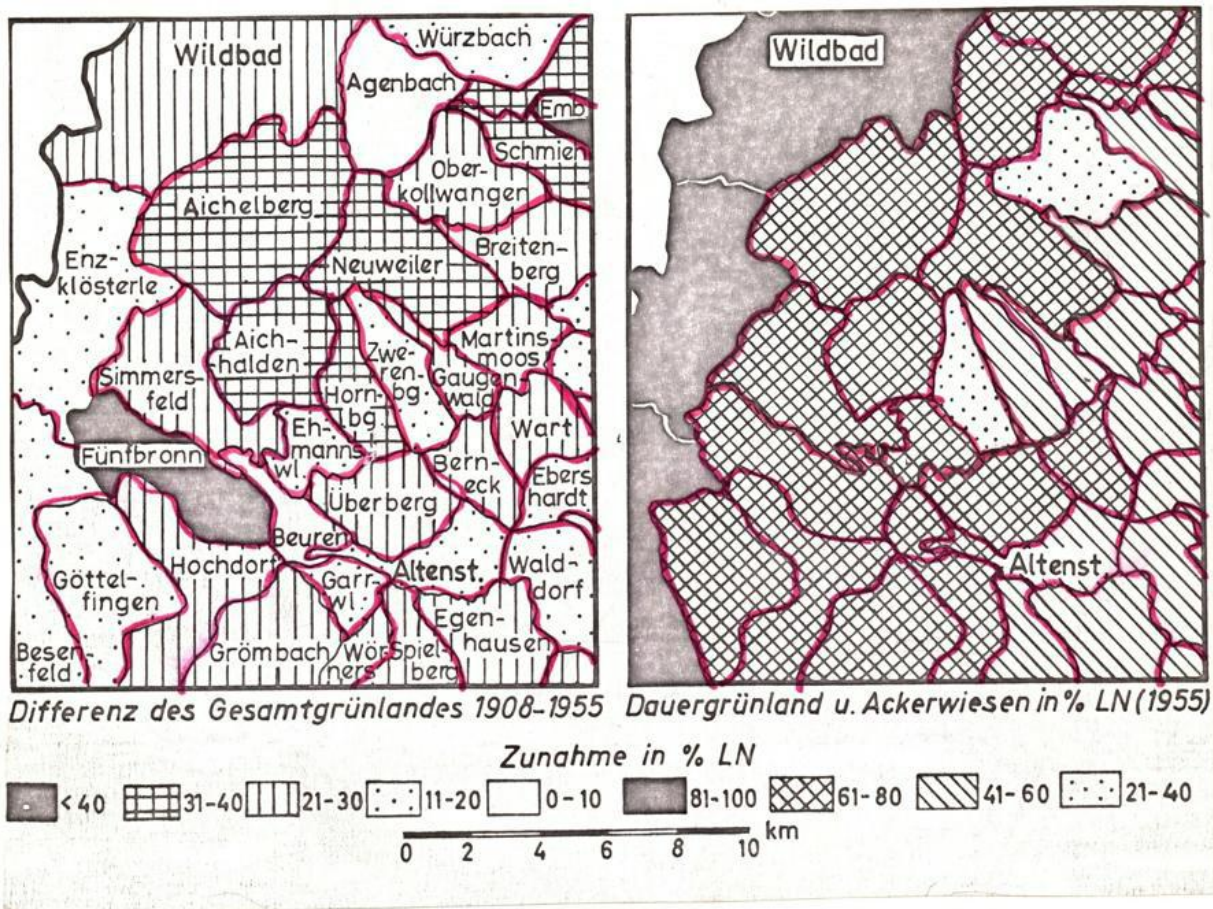 Wildbad
Würzbach
Agenbach
Emb
Schmieh
Ober-
kollwangen
Aichelberg
Breiten-
berg
Neuweiler
Enz-
klösterle
Aich-
halden
Martins-
moos
Zwe-
ren-
bg.
Gaugen
wald
Simmers-
feld
Horn-
bg.
Eh-
manns
wl.
Wart
Fünfbronn
Bern-
eck
Ebers
hardt
Überberg
Beuren
Hochdorf
Altenst.
Wald-
dorf
Göttel-
fingen
Garr-
wl.
Egen-
hausen
Besen-
feld
Grömbach
Wör
ners
Spiel-
berg
Differenz des Gesamtgrünlandes 1908-1955
Wildbad
Altenst.
Dauergrünland u. Ackerwiesen in % LN (1955)
Zunahme in % LN
< 40 31-40 21-30 11-20 0-10 81-100 61-80 41-60 21-40
km
0 2 4 6 8 10